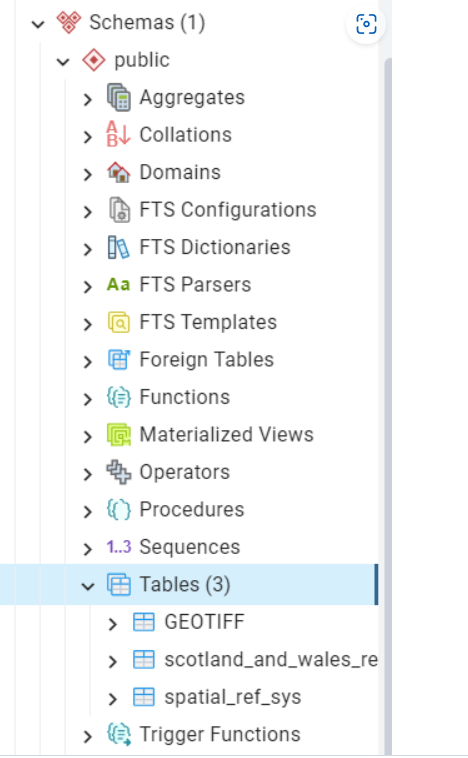 Schemas (1)
public
Aggregates
Collations
Domains
FTS Configurations
FTS Dictionaries
Aa FTS Parsers
FTS Templates
Foreign Tables
Functions
Materialized Views
Operators
Procedures
1..3 Sequences
Tables (3)
GEOTIFF
scotland_and_wales_re
spatial_ref_sys
Trigger Functions